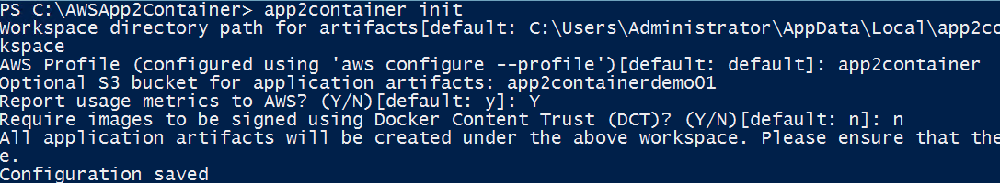 PS C:\AWSApp2Container> app2container init
Workspace directory path for artifacts[default: C:\Users\Administrator\AppData\Local\app2co
kspace
AWS Profile (configured using 'aws configure --profile')[default: default]: app2container
Optional S3 bucket for application artifacts: app2containerdemo01
Report usage metrics to AWS? (Y/N)[default: y]: Y
Require images to be signed using Docker Content Trust (DCT)? (Y/N)[default: n]: n
All application artifacts will be created under the above workspace. Please ensure that the
e.
Configuration saved